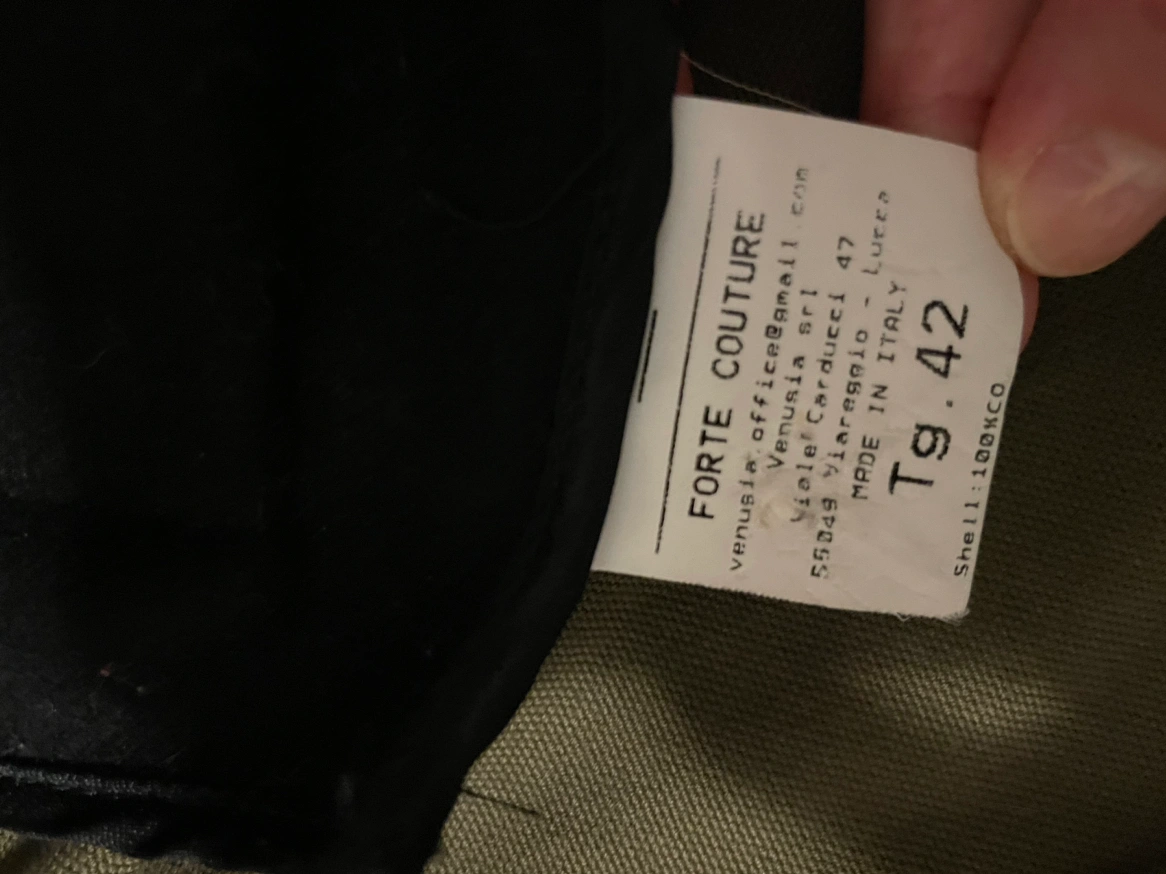 FORTE COUTURE
venusia.office@gmail.com
Venusia srl
Viale Carducci 47
55049 Viareggio - Lucca
MADE IN ITALY
Tg.42
Shell:100%CO